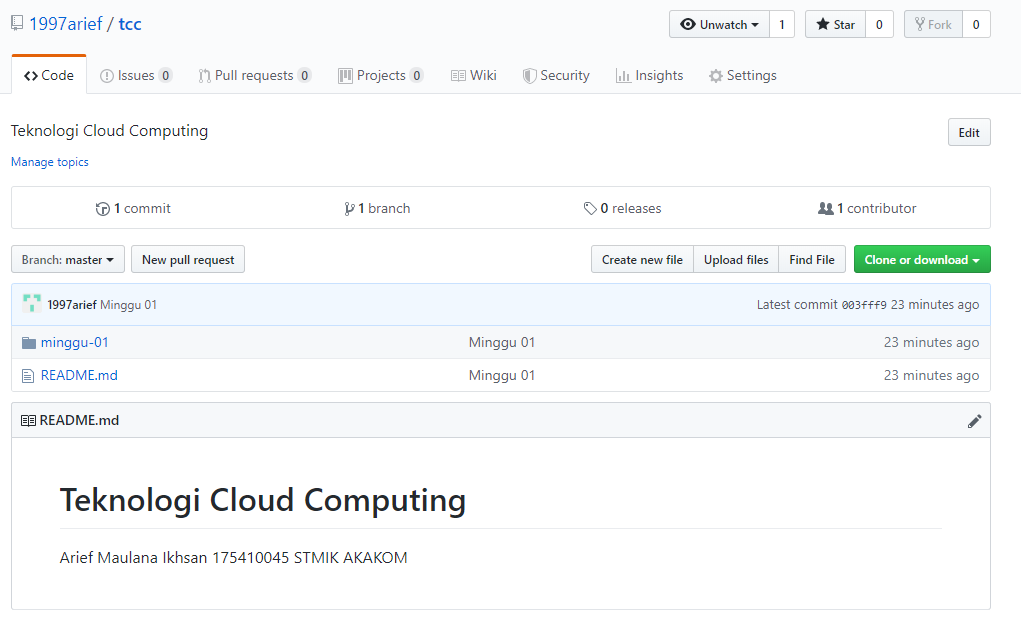 1997arief / tcc
Unwatch 1 Star 0 Fork 0
Code Issues 0 Pull requests 0 Projects 0 Wiki Security Insights Settings
Teknologi Cloud Computing Edit
Manage topics
1 commit 1 branch 0 releases 1 contributor
Branch: master New pull request Create new file Upload files Find File Clone or download
1997arief Minggu 01 Latest commit 003fff9 23 minutes ago
minggu-01 Minggu 01 23 minutes ago
README.md Minggu 01 23 minutes ago
README.md
Teknologi Cloud Computing
Arief Maulana Ikhsan 175410045 STMIK AKAKOM